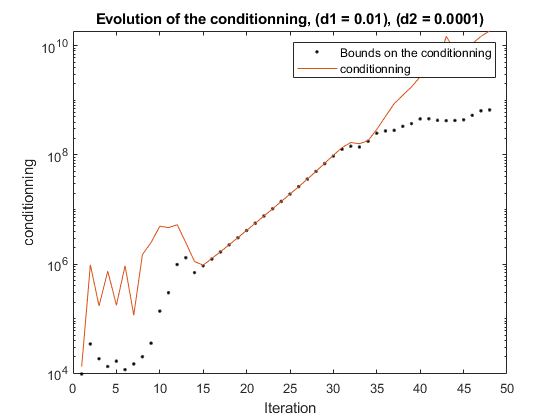 Evolution of the conditionning, (d1 = 0.01), (d2 = 0.0001)
10^10
10^8
10^6
10^4
conditionning
Bounds on the conditionning
conditionning
0 5 10 15 20 25 30 35 40 45 50
Iteration